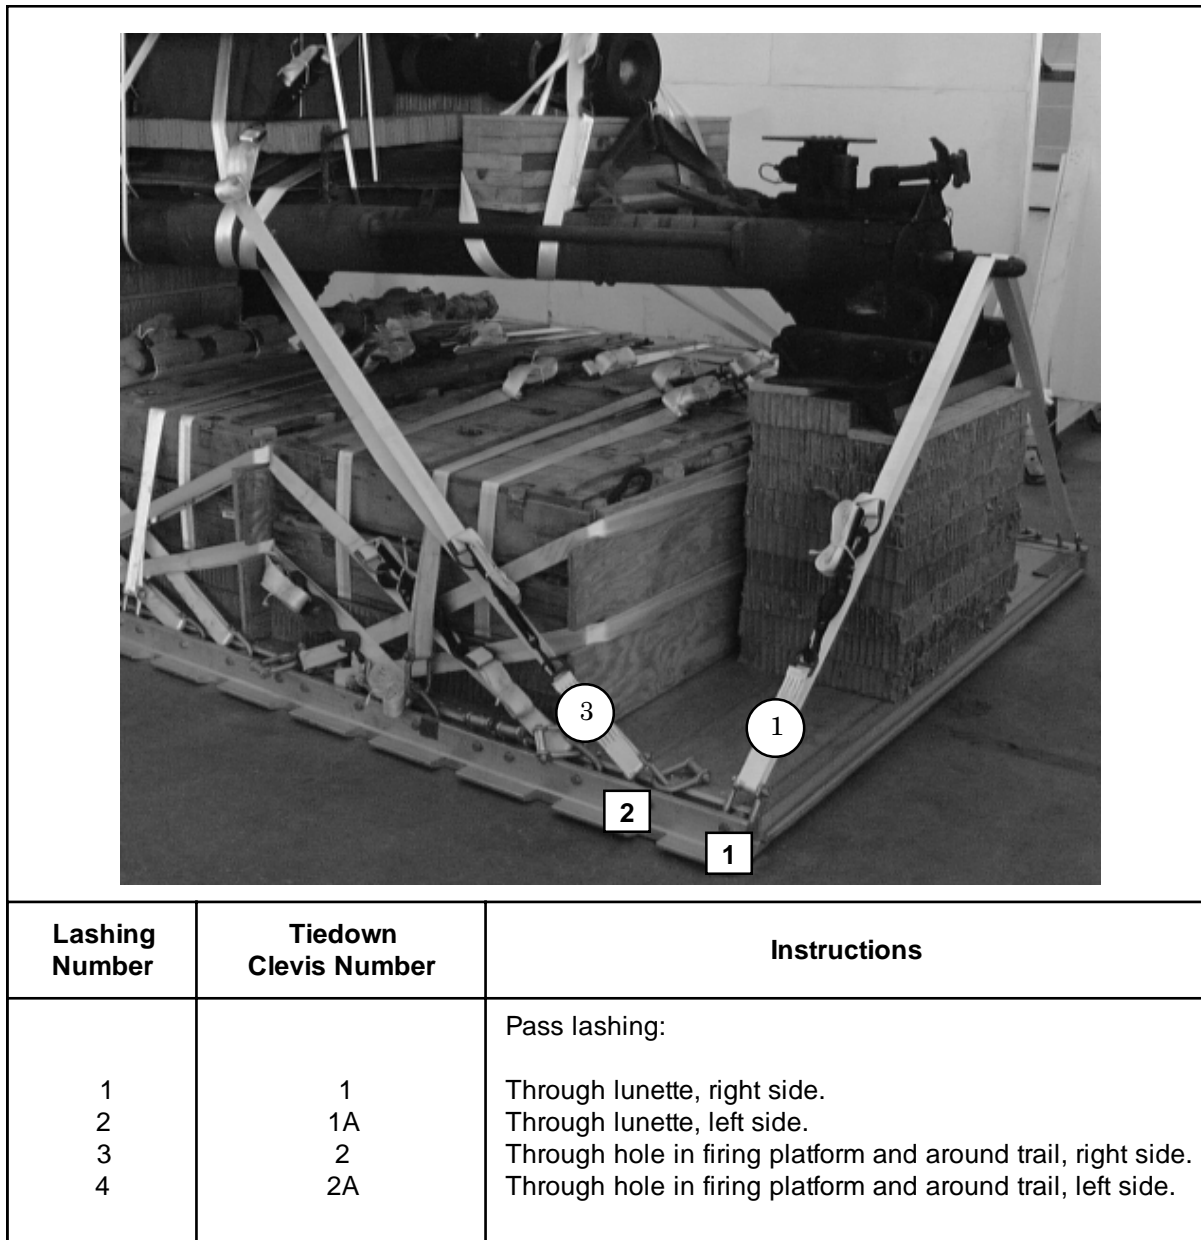 3
1
2
1
Lashing Number
Tiedown Clevis Number
Instructions
Pass lashing:
1 1 Through lunette, right side.
2 1A Through lunette, left side.
3 2 Through hole in firing platform and around trail, right side.
4 2A Through hole in firing platform and around trail, left side.